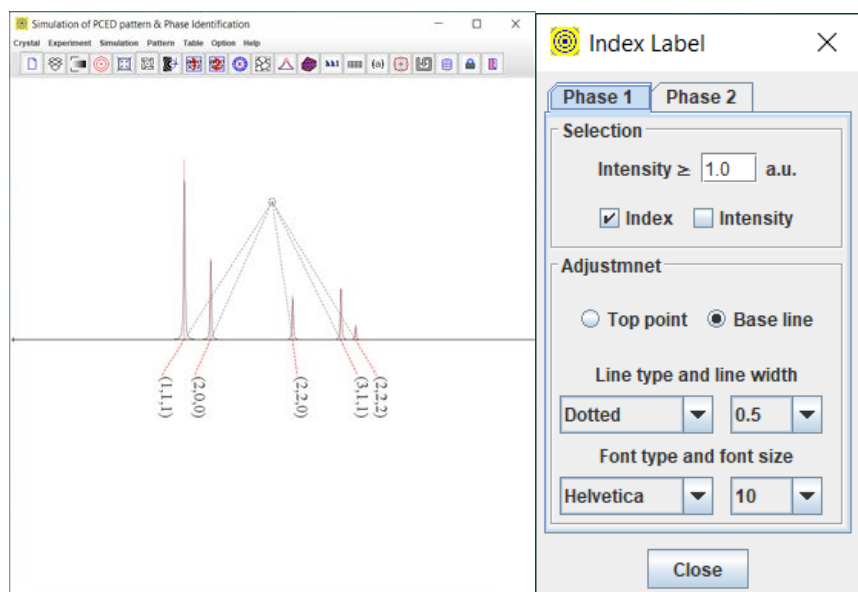 Simulation of PCED pattern & Phase Identification
Crystal Experiment Simulation Pattern Table Option Help
hkl
(a)
(1,1,1)
(2,0,0)
(2,2,0)
(3,1,1)
(2,2,2)
Index Label
Phase 1 Phase 2
Selection
Intensity ≥ 1.0 a.u.
Index Intensity
Adjustmnet
Top point Base line
Line type and line width
Dotted 0.5
Font type and font size
Helvetica 10
Close